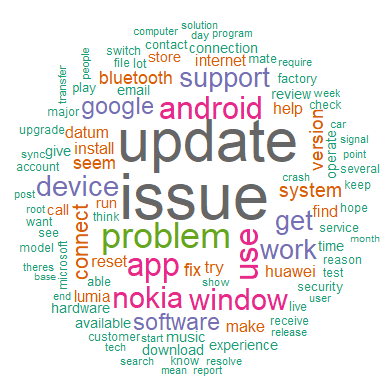 computer solution
day program
switch contact connection
people file lot store internet mate require
bluetooth support factory
transfer play email google android help review week check
major datum update version car
upgrade install operate signal
sync give seem point several
account device issue crash system keep
post run get find hope
root call think problem use work service month
want connect
see reset app fix try huawei time reason
model able show test
theres microsoft lumia nokia window security
base end hardware live user
available software make receive release
customer start music experience
tech download
search know resolve
mean report